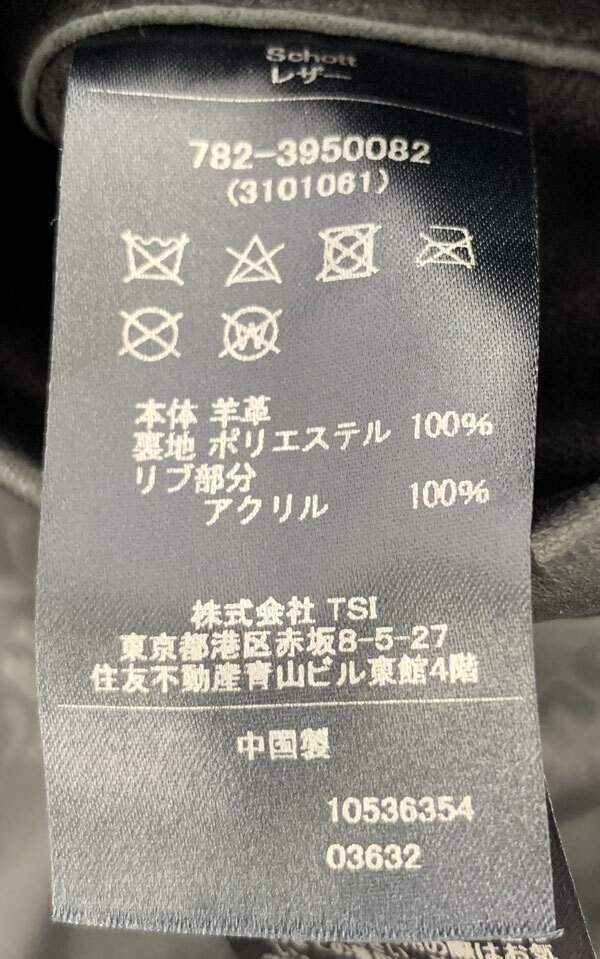 Schott
レザー
782-3950082
(3101061)
W
本体 羊革
裏地 ポリエステル 100%
リブ部分
アクリル 100%
株式会社 TSI
東京都港区赤坂8-5-27
住友不動産青山ビル東館4階
中国製
10536354
03632